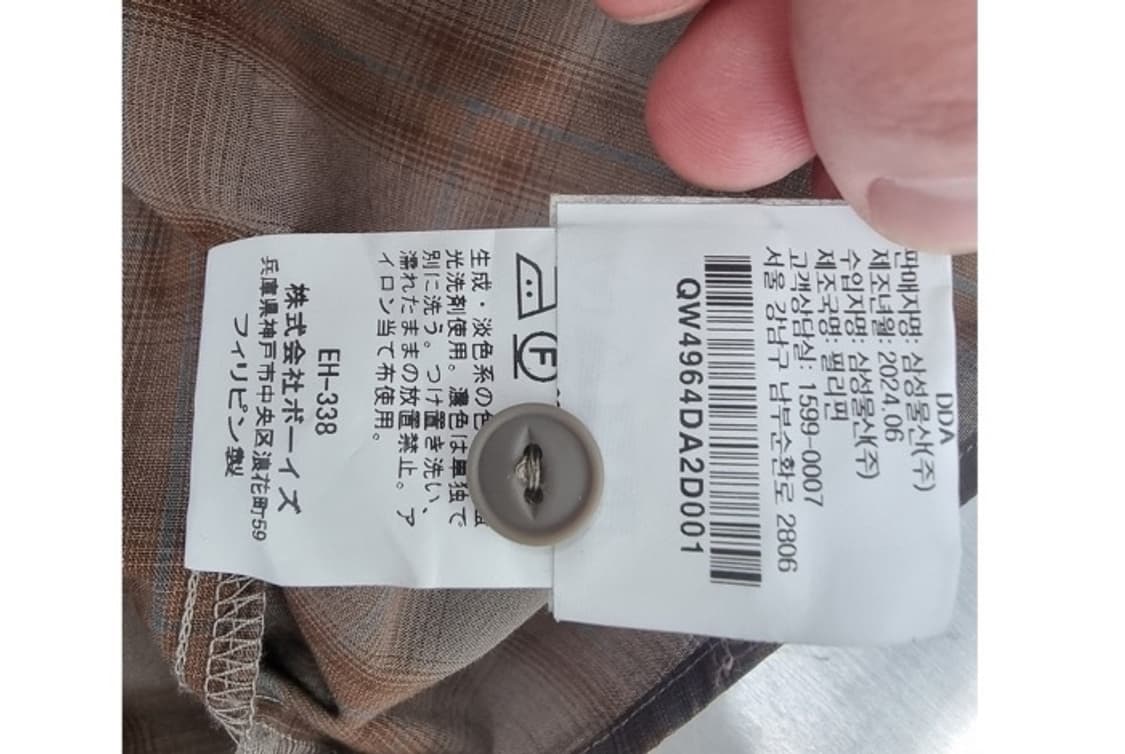 DDA
판매자명: 삼성물산(주)
제조년월: 2024.06
수입자명: 삼성물산(주)
제조국명: 필리핀
고객상담실: 1599-0007
서울 강남구 남부순환로 2806
QW4964DA2D001
F
生成・淡色系の色
光洗剤使用。濃色は単独で
別に洗う。つけ置き洗い、
濡れたままの放置禁止。ア
イロン当て布使用。
EH-338
株式会社ボーイズ
兵庫県神戸市中央区浪花町59
フィリピン製